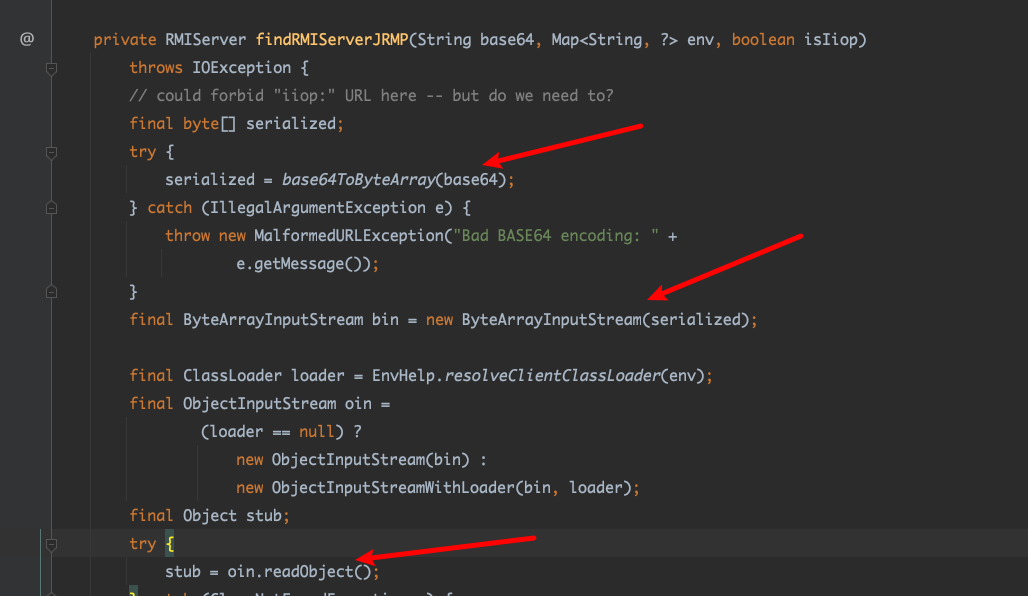 @ private RMIServer findRMIServerJRMP(String base64, Map<String, ?> env, boolean isIiop)
throws IOException {
// could forbid "iiop:" URL here -- but do we need to?
final byte[] serialized;
try {
serialized = base64ToByteArray(base64);
} catch (IllegalArgumentException e) {
throw new MalformedURLException("Bad BASE64 encoding: " +
e.getMessage());
}
final ByteArrayInputStream bin = new ByteArrayInputStream(serialized);
final ClassLoader loader = EnvHelp.resolveClientClassLoader(env);
final ObjectInputStream oin =
(loader == null) ?
new ObjectInputStream(bin) :
new ObjectInputStreamWithLoader(bin, loader);
final Object stub;
try {
stub = oin.readObject();